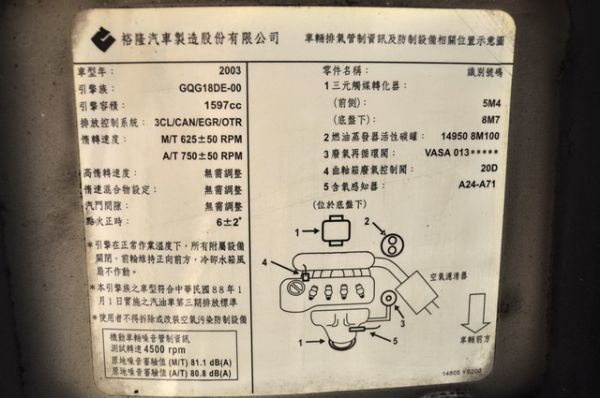 裕隆汽車製造股份有限公司
車輛排氣管制資訊及防制設備相關位置示意圖
車型年: 2003
引擎族: GQG18DE-00
引擎容積: 1597cc
排放控制系統: 3CL/CAN/EGR/OTR
惰轉速度: M/T 625±50 RPM
A/T 750±50 RPM
高惰轉速度: 無需調整
惰速混合物設定: 無需調整
汽門間隙: 無需調整
點火正時: 6±2°
*引擎在正常作業溫度下,所有附屬設備
關閉,前輪維持正向前方,冷卻水箱風
扇不作動。
*本引擎族之車型符合中華民國88年1
月1日實施之汽油車第三期排放標準
*使用者不得拆除或改裝空氣污染防制設備
機動車輛噪音管制資訊
測試轉速 4500 rpm
原地噪音審驗值 (M/T) 81.1 dB(A)
原地噪音審驗值 (A/T) 80.8 dB(A)
零件名稱: 識別號碼
1 三元觸媒轉化器:
(前側) 5M4
(底盤下) 8M7
2 燃油蒸發器活性碳罐: 14950 8M100
3 廢氣再循環閥: VASA 013*****
4 曲軸箱廢氣控制閥: 20D
5 含氧感知器: A24-A71
(位於底盤下)
1
2
4
空氣濾清器
3
1
5
車輛前方
14805 YS200